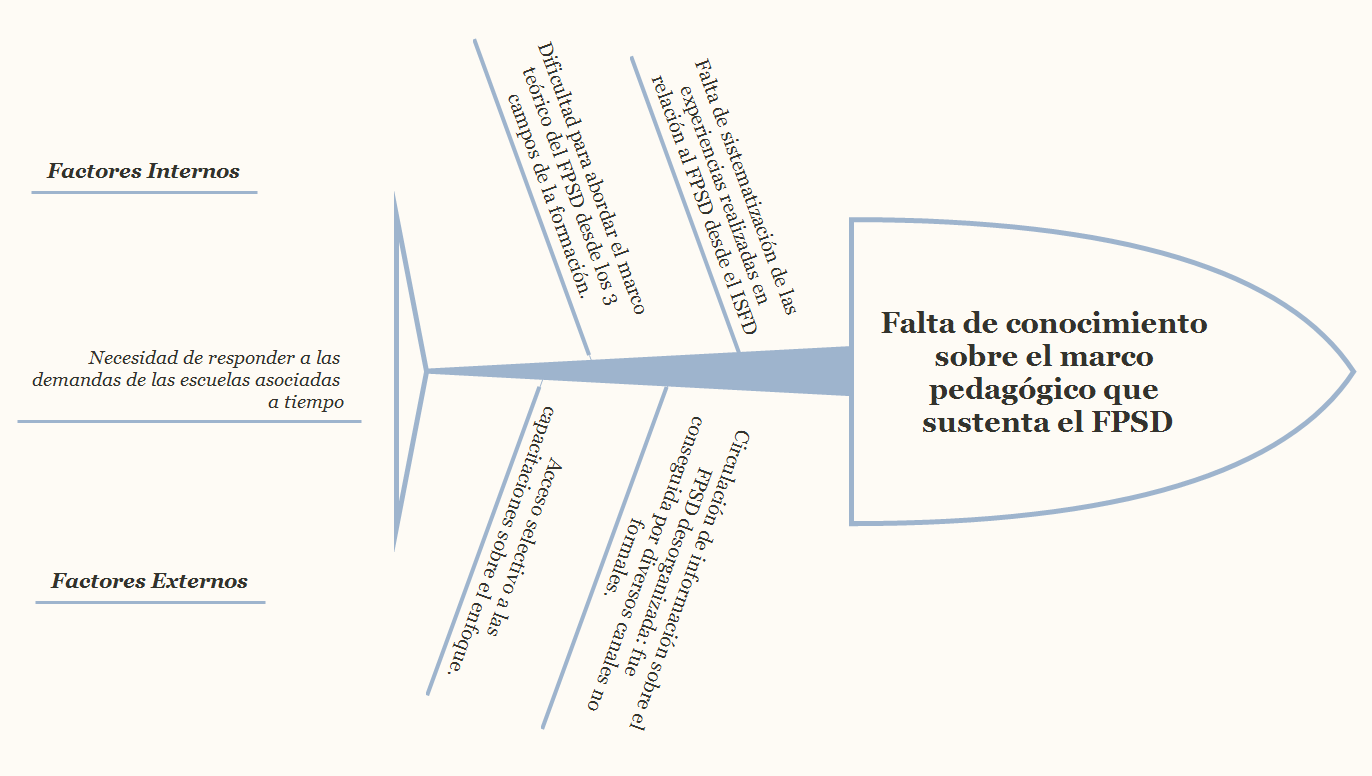 Factores Internos
Dificultad para abordar el marco
teórico del FPSD desde los 3
campos de la formación.
Falta de sistematización de las
experiencias realizadas en
relación al FPSD desde el ISFD
Necesidad de responder a las
demandas de las escuelas asociadas
a tiempo
Falta de conocimiento
sobre el marco
pedagógico que
sustenta el FPSD
Factores Externos
Acceso selectivo a las
capacitaciones sobre el enfoque.
Circulación de información sobre el
FPSD desorganizada: fue
conseguida por diversos canales no
formales.